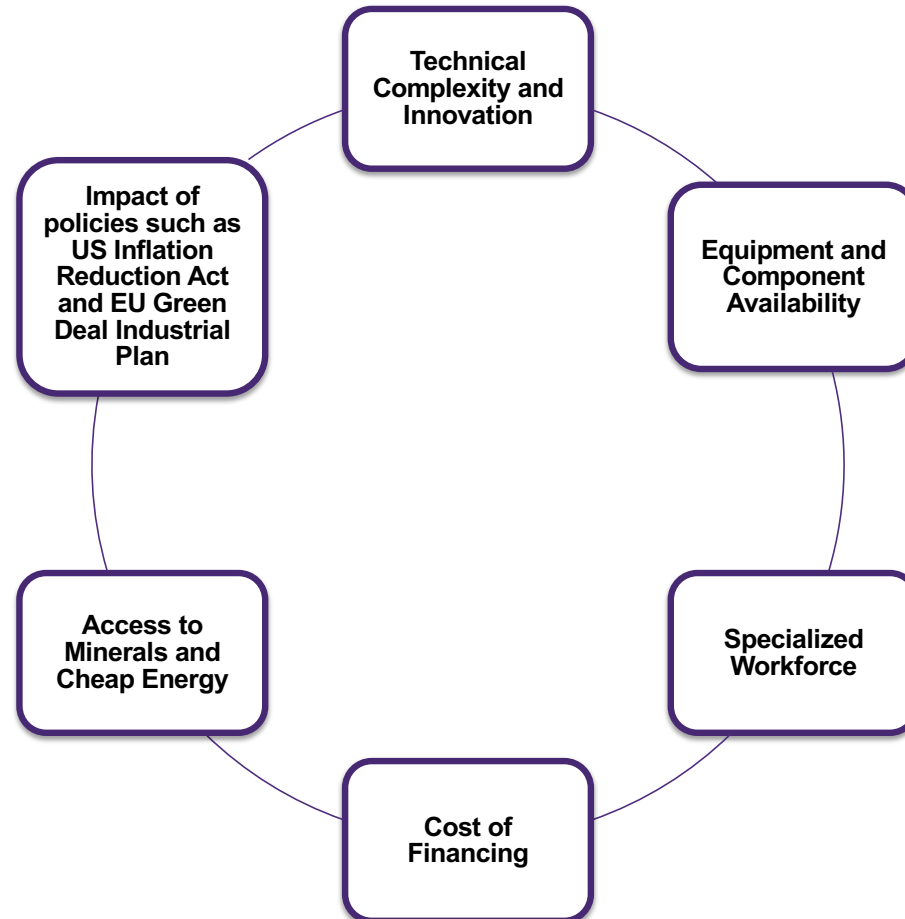 Technical
Complexity and
Innovation
Equipment and
Component
Availability
Specialized
Workforce
Cost of
Financing
Access to
Minerals and
Cheap Energy
Impact of
policies such as
US Inflation
Reduction Act
and EU Green
Deal Industrial
Plan